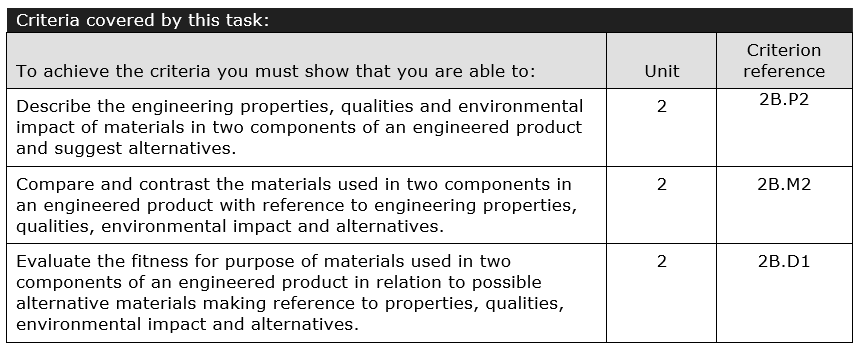 Criteria covered by this task:
To achieve the criteria you must show that you are able to:
Unit
Criterion
reference
Describe the engineering properties, qualities and environmental
impact of materials in two components of an engineered product
and suggest alternatives.
2
2B.P2
Compare and contrast the materials used in two components in
an engineered product with reference to engineering properties,
qualities, environmental impact and alternatives.
2
2B.M2
Evaluate the fitness for purpose of materials used in two
components of an engineered product in relation to possible
alternative materials making reference to properties, qualities,
environmental impact and alternatives.
2
2B.D1